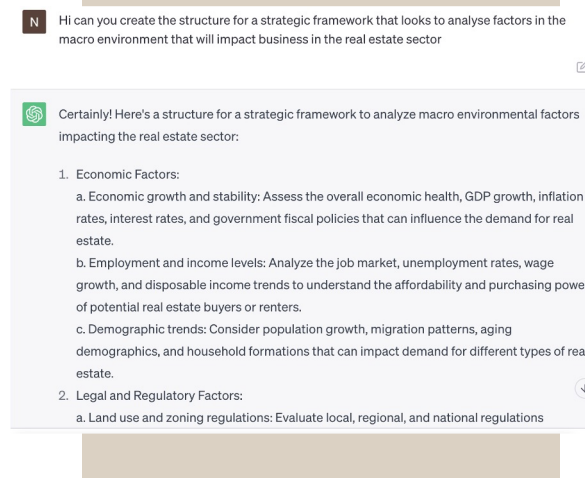 N
Hi can you create the structure for a strategic framework that looks to analyse factors in the
macro environment that will impact business in the real estate sector
Certainly! Here's a structure for a strategic framework to analyze macro environmental factors
impacting the real estate sector:
1. Economic Factors:
a. Economic growth and stability: Assess the overall economic health, GDP growth, inflation
rates, interest rates, and government fiscal policies that can influence the demand for real
estate.
b. Employment and income levels: Analyze the job market, unemployment rates, wage
growth, and disposable income trends to understand the affordability and purchasing powe
of potential real estate buyers or renters.
c. Demographic trends: Consider population growth, migration patterns, aging
demographics, and household formations that can impact demand for different types of rea
estate.
2. Legal and Regulatory Factors:
a. Land use and zoning regulations: Evaluate local, regional, and national regulations